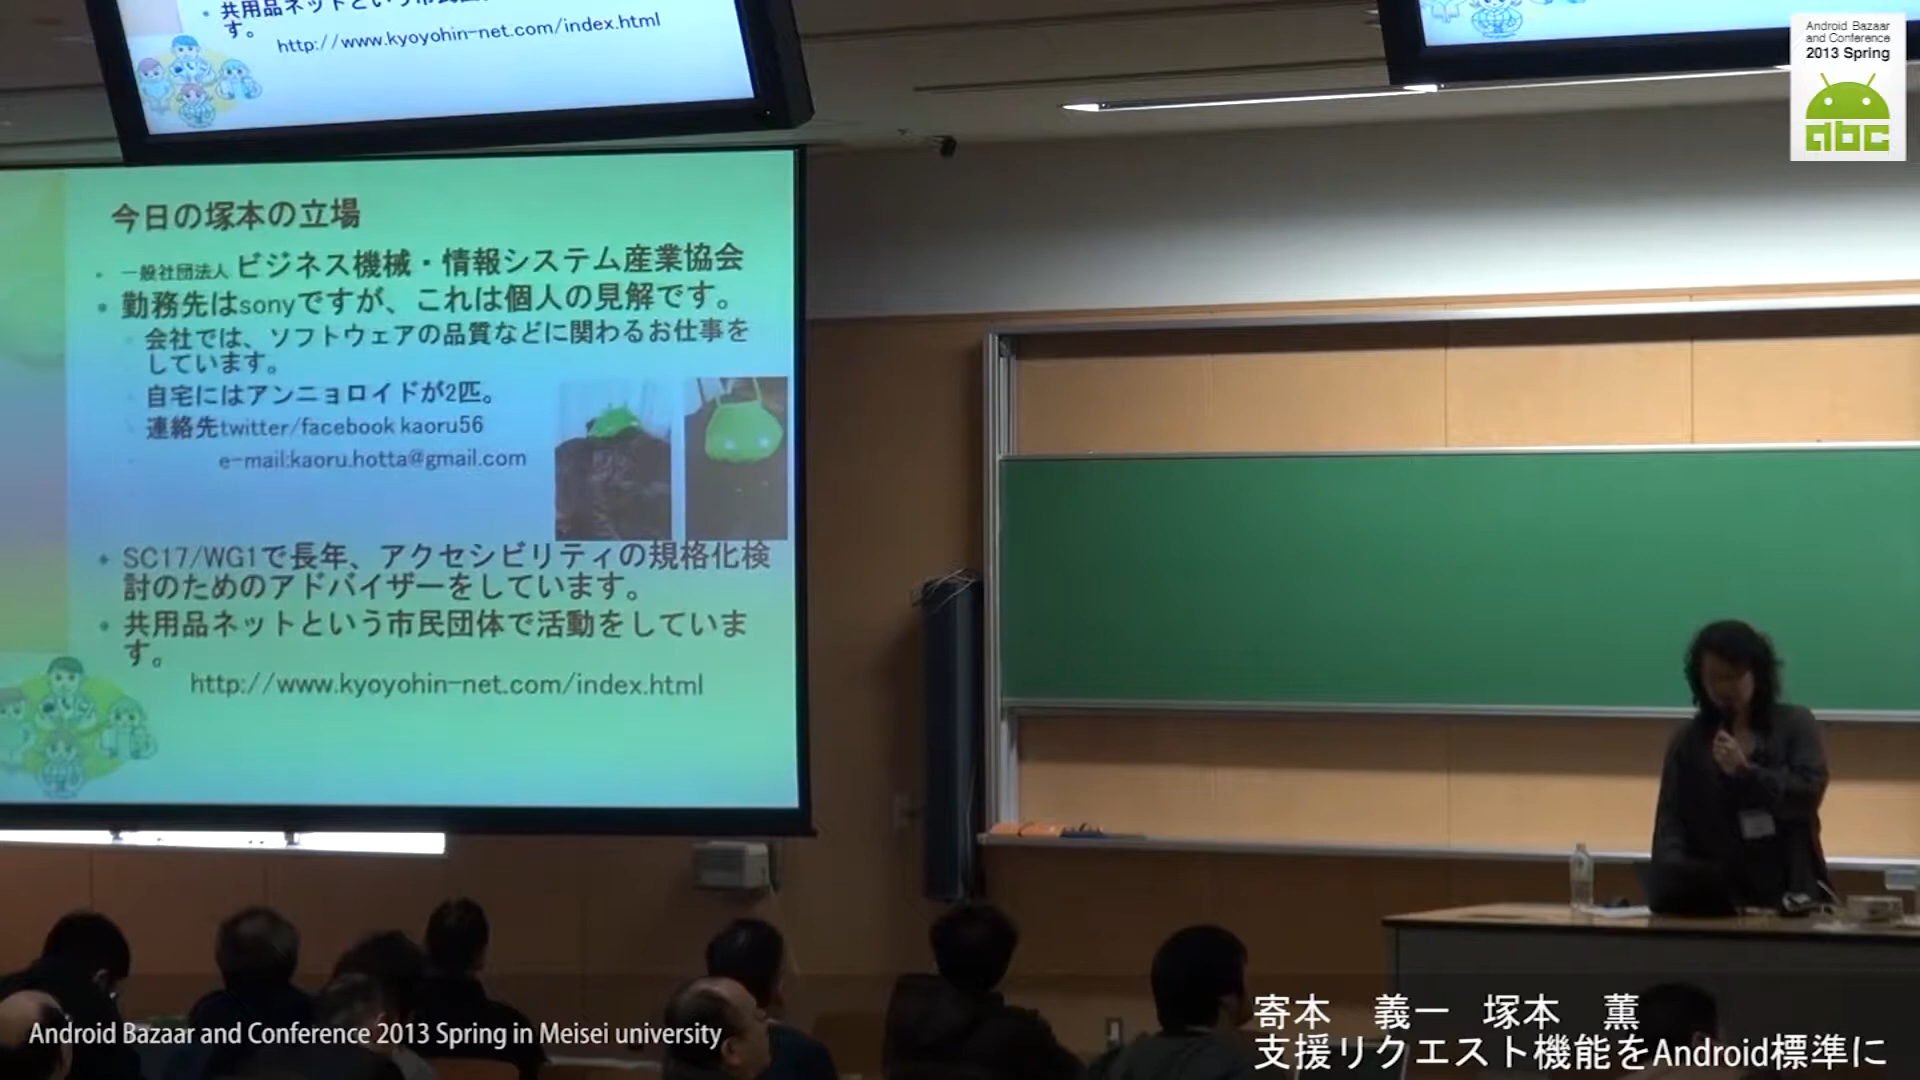 共用品ネットという市民団
す。
http://www.kyoyohin-net.com/index.html
Android Bazaar
and Conference
2013 Spring
abc
今日の塚本の立場
• 一般社団法人 ビジネス機械・情報システム産業協会
• 勤務先はsonyですが、これは個人の見解です。
会社では、ソフトウェアの品質などに関わるお仕事を
しています。
自宅にはアンニョロイドが2匹。
連絡先twitter/facebook kaoru56
e-mail:kaoru.hotta@gmail.com
• SC17/WG1で長年、アクセシビリティの規格化検
討のためのアドバイザーをしています。
• 共用品ネットという市民団体で活動をしていま
す。
http://www.kyoyohin-net.com/index.html
Android Bazaar and Conference 2013 Spring in Meisei university
寄本 義一 塚本 薫
支援リクエスト機能をAndroid標準に